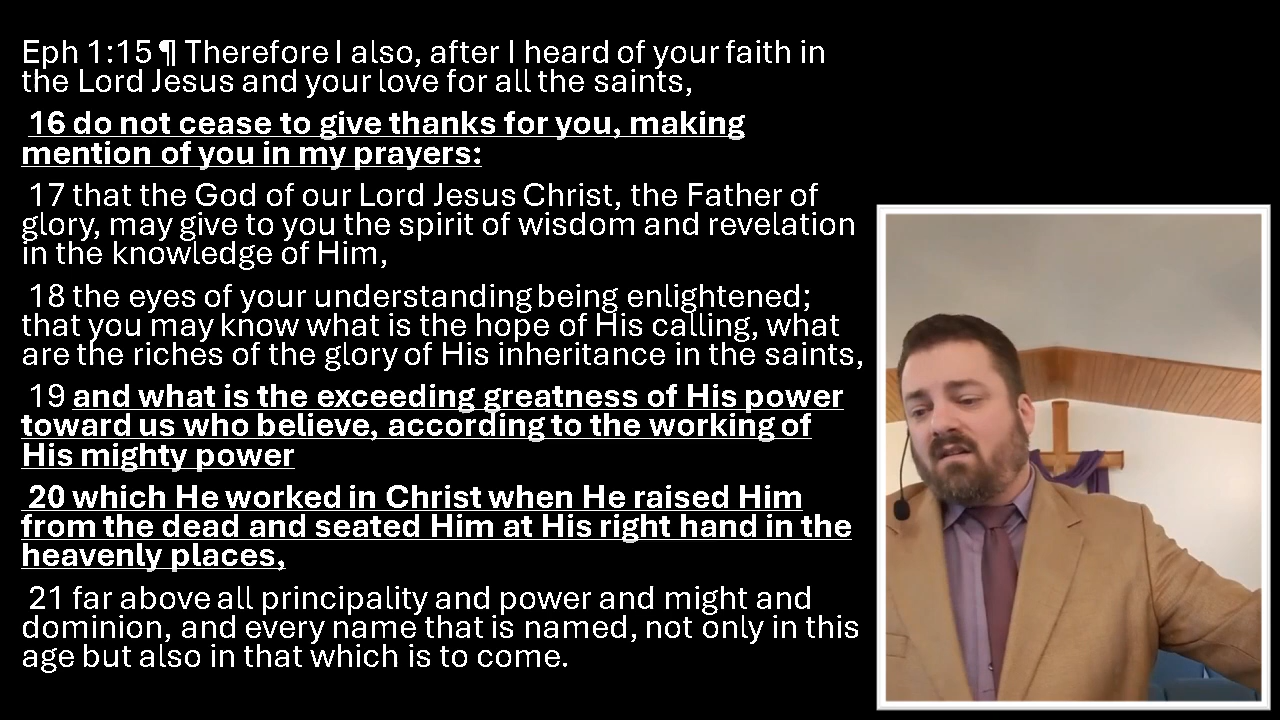 Eph 1:15 ¶ Therefore I also, after I heard of your faith in
the Lord Jesus and your love for all the saints,
16 do not cease to give thanks for you, making
mention of you in my prayers:
17 that the God of our Lord Jesus Christ, the Father of
glory, may give to you the spirit of wisdom and revelation
in the knowledge of Him,
18 the eyes of your understanding being enlightened;
that you may know what is the hope of His calling, what
are the riches of the glory of His inheritance in the saints,
19 and what is the exceeding greatness of His power
toward us who believe, according to the working of
His mighty power
20 which He worked in Christ when He raised Him
from the dead and seated Him at His right hand in the
heavenly places,
21 far above all principality and power and might and
dominion, and every name that is named, not only in this
age but also in that which is to come.